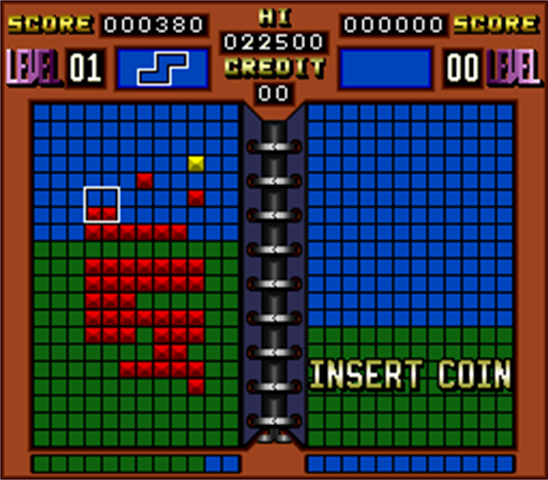 SCORE 000380 HI 000000 SCORE
022500
LEVEL 01 CREDIT 00 LEVEL
00
INSERT COIN